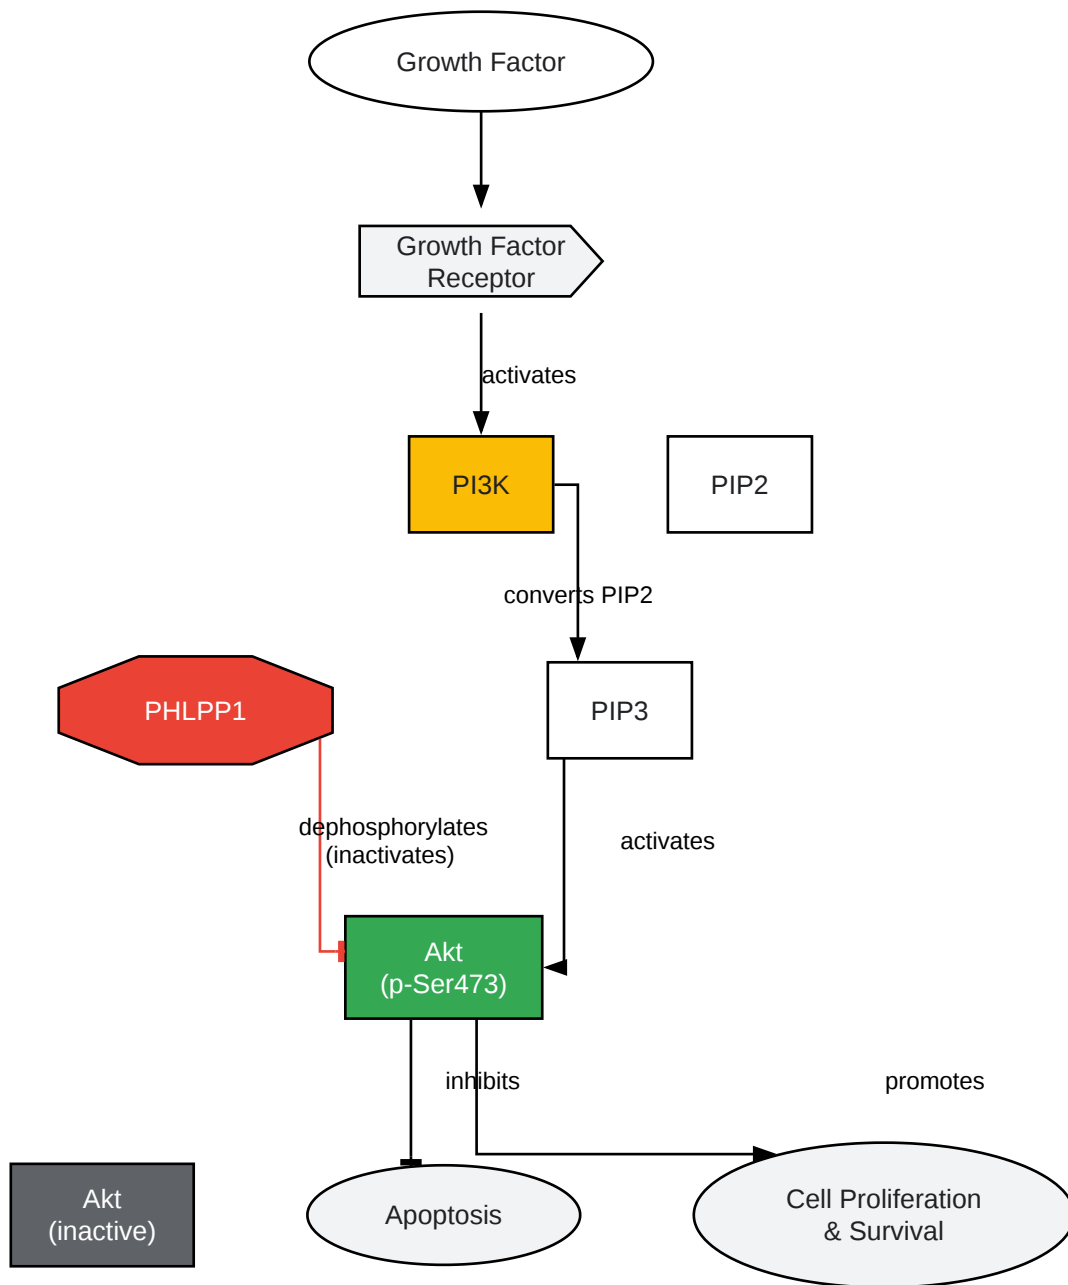 Growth Factor
Growth Factor
Receptor
activates
PI3K
PIP2
converts PIP2
PHLPP1
PIP3
dephosphorylates
(inactivates)
activates
Akt
(p-Ser473)
inhibits
promotes
Akt
(inactive)
Apoptosis
Cell Proliferation
& Survival